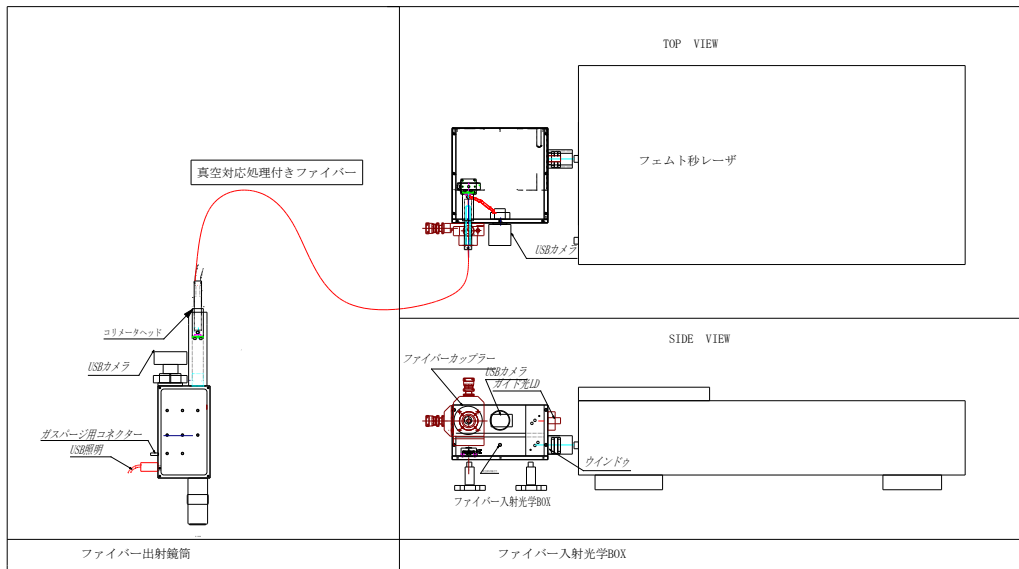 真空対応処理付きファイバー
コリメータヘッド
USBカメラ
ガスパージ用コネクター
USB照明
ファイバー出射鏡筒
TOP VIEW
フェムト秒レーザ
USBカメラ
SIDE VIEW
ファイバーカップラー
USBカメラ
ガイド光LD
ウインドゥ
ファイバー入射光学BOX
ファイバー入射光学BOX